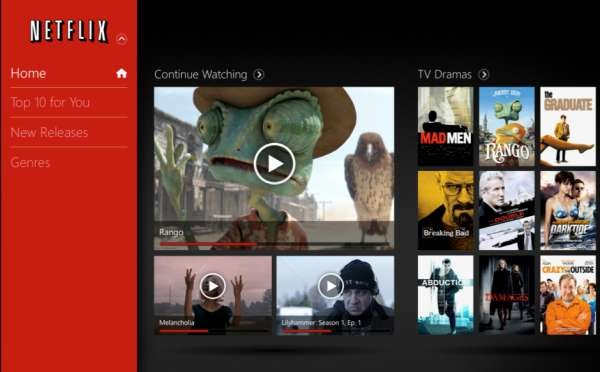 NETFLIX
Home
Top 10 for You
New Releases
Genres
Continue Watching
Rango
Melancholia
Lilyhammer: Season 1, Ep. 1
TV Dramas
MAD MEN
RANGO
the
GRADUATE
Breaking Bad
DOUBLE
DARKTIDE
ABDUCTION
DAMAGES
CRAZY ON THE
OUTSIDE